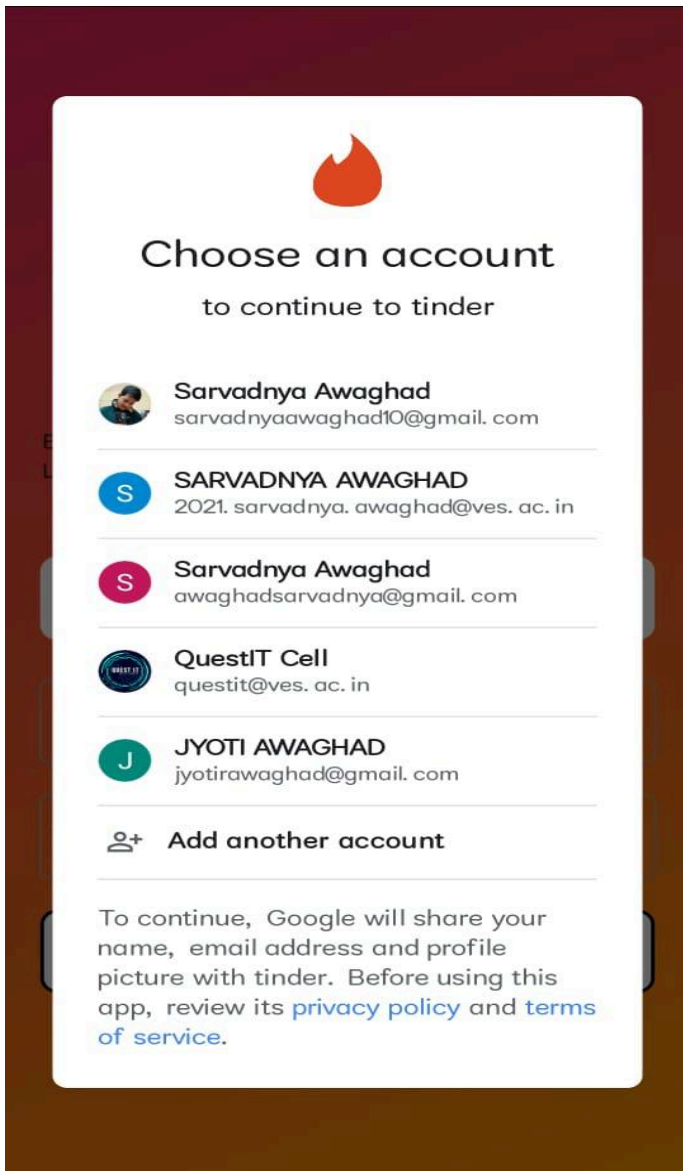 Choose an account
to continue to tinder
Sarvadnya Awaghad
sarvadnyaawaghad10@gmail. com
S
SARVADNYA AWAGHAD
2021. sarvadnya. awaghad@ves. ac. in
S
Sarvadnya Awaghad
awaghadsarvadnya@gmail. com
QUEST IT
QuestIT Cell
questit@ves. ac. in
J
JYOTI AWAGHAD
jyotirawaghad@gmail. com
Add another account
To continue, Google will share your
name, email address and profile
picture with tinder. Before using this
app, review its privacy policy and terms
of service.